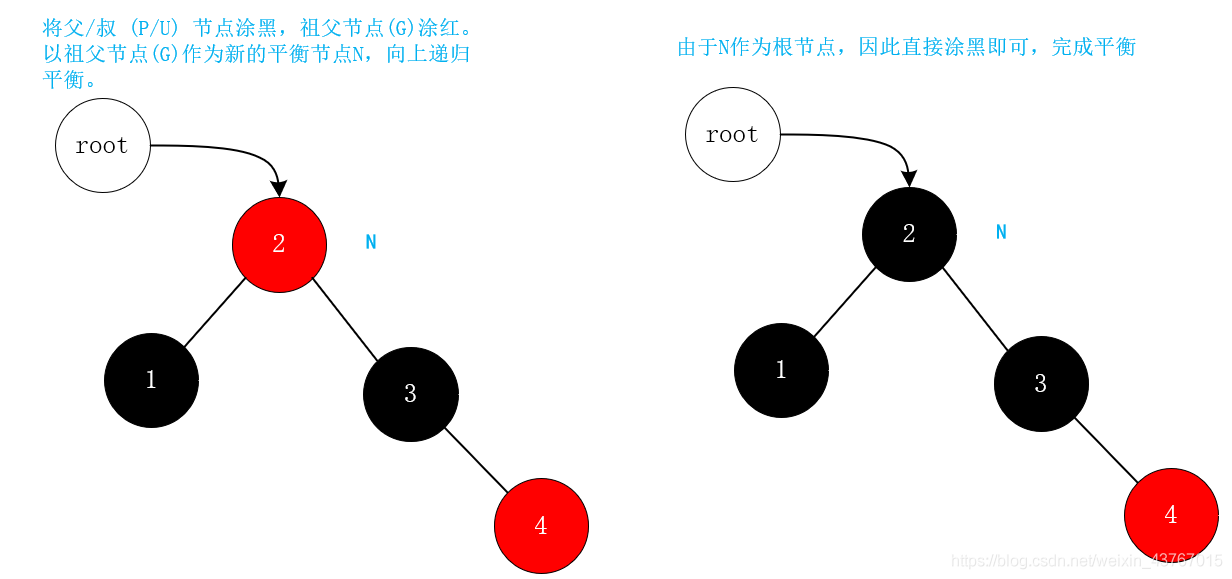 将父/叔 (P/U) 节点涂黑，祖父节点(G)涂红。
以祖父节点(G)作为新的平衡节点N，向上递归
平衡。
root
2
N
1
3
4
由于N作为根节点，因此直接涂黑即可，完成平衡
root
2
N
1
3
4
https://blog.csdn.net/weixin_43767015